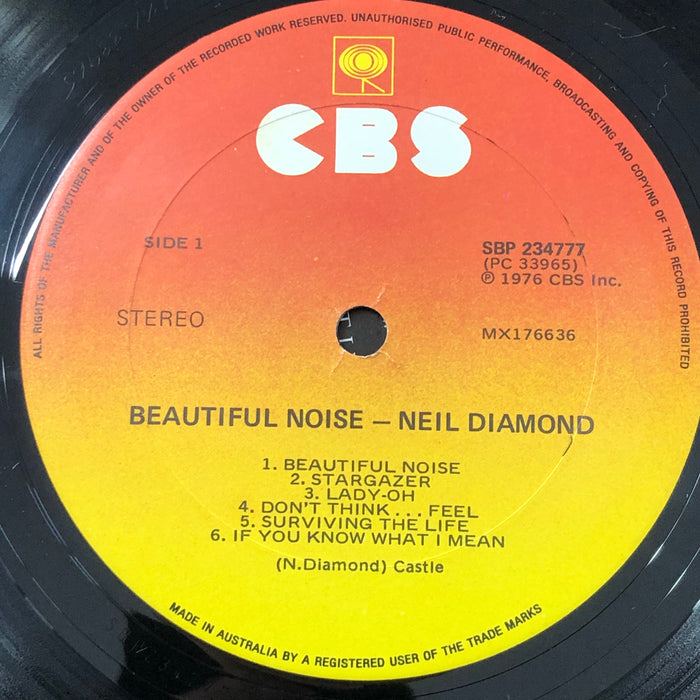 ALL RIGHTS OF THE MANUFACTURER AND OF THE OWNER OF THE RECORDED WORK RESERVED. UNAUTHORISED PUBLIC PERFORMANCE, BROADCASTING AND COPYING OF THIS RECORD PROHIBITED
CBS
SIDE 1
SBP 234777
(PC 33965)
℗ 1976 CBS Inc.
STEREO
MX176636
BEAUTIFUL NOISE – NEIL DIAMOND
1. BEAUTIFUL NOISE
2. STARGAZER
3. LADY-OH
4. DON'T THINK . . . FEEL
5. SURVIVING THE LIFE
6. IF YOU KNOW WHAT I MEAN
(N.Diamond) Castle
MADE IN AUSTRALIA BY A REGISTERED USER OF THE TRADE MARKS